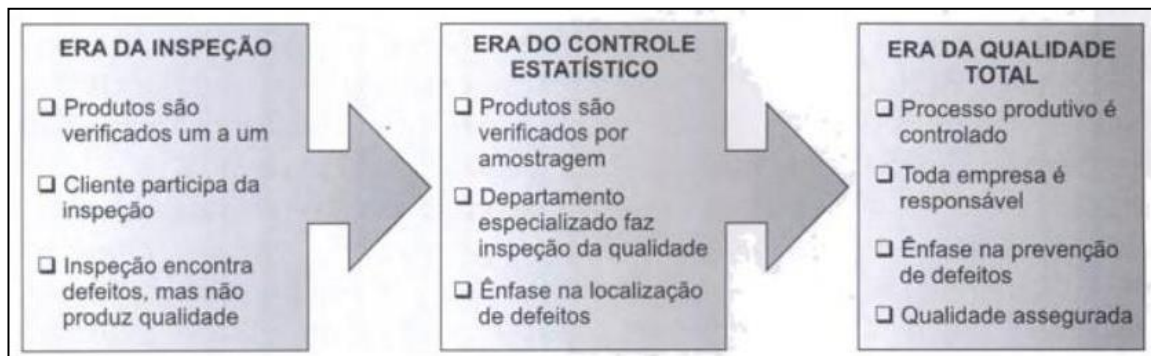 ERA DA INSPEÇÃO
❑ Produtos são
verificados um a um
❑ Cliente participa da
inspeção
❑ Inspeção encontra
defeitos, mas não
produz qualidade
ERA DO CONTROLE
ESTATÍSTICO
❑ Produtos são
verificados por
amostragem
❑ Departamento
especializado faz
inspeção da qualidade
❑ Ênfase na localização
de defeitos
ERA DA QUALIDADE
TOTAL
❑ Processo produtivo é
controlado
❑ Toda empresa é
responsável
❑ Ênfase na prevenção
de defeitos
❑ Qualidade assegurada